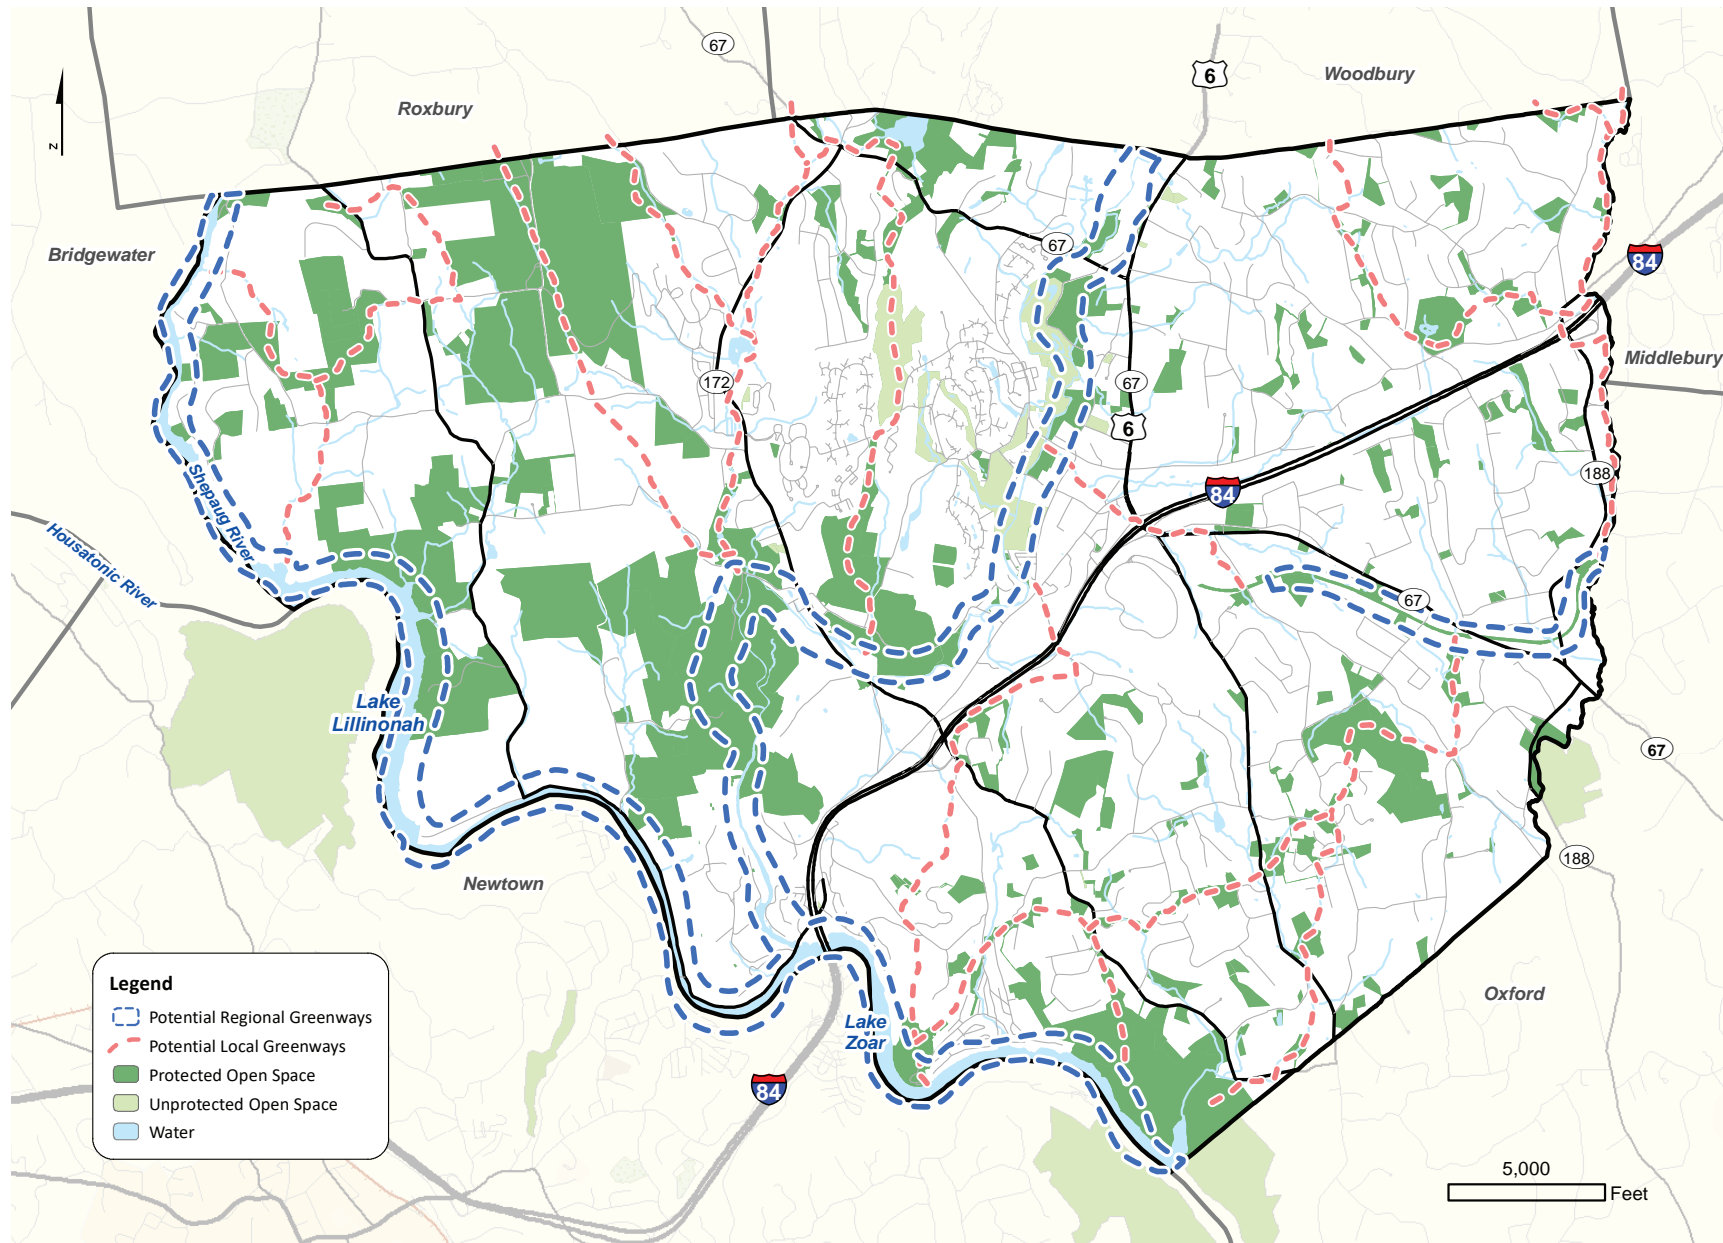 67
6
Woodbury
Roxbury
N
Bridgewater
67
84
Middlebury
172
67
6
188
84
Shepaug River
Housatonic River
67
Lake
Lillinonah
67
188
Newtown
Oxford
Lake
Zoar
84
Legend
Potential Regional Greenways
Potential Local Greenways
Protected Open Space
Unprotected Open Space
Water
5,000
Feet